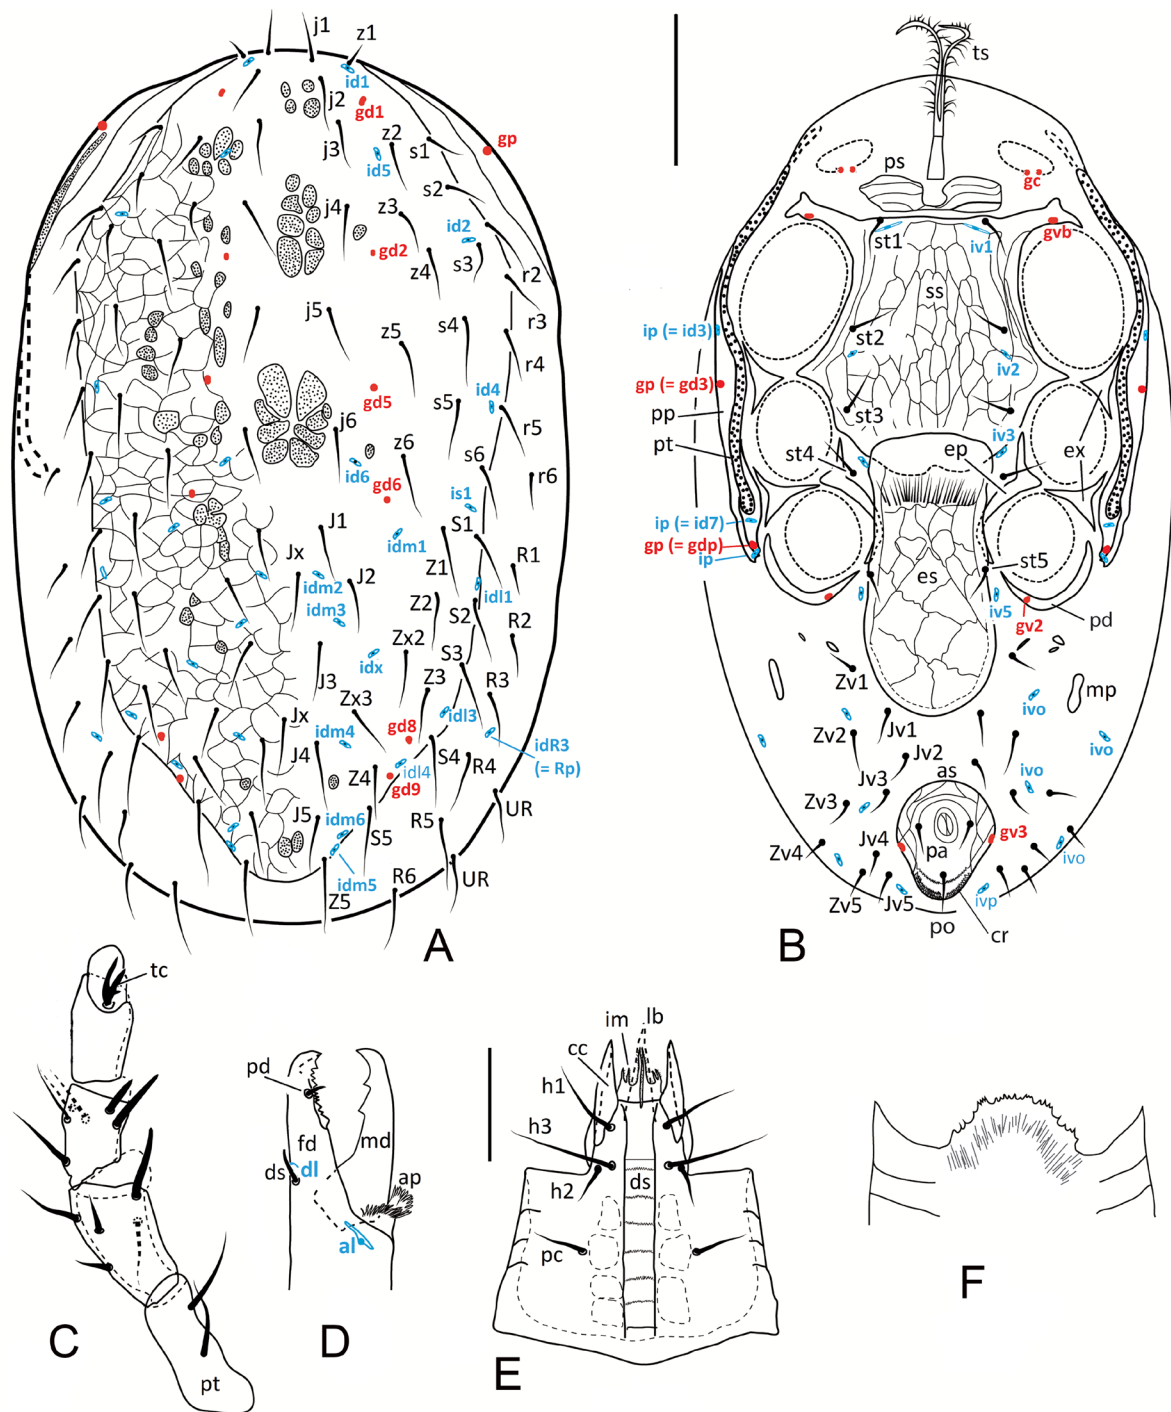 j1
z1
id1
j2
gd1
gp
j3
z2
s1
id5
s2
j4
z3
id2
gd2
z4
s3
r2
j5
z5
s4
r3
r4
gd5
id4
s5
j6
r5
z6
s6
r6
id6
gd6
is1
J1
idm1
S1
Jx
Z1
R1
idm2
J2
idm3
Z2
idl1
S2
R2
Zx2
idx
S3
J3
Z3
R3
Zx3
Jx
idl3
gd8
idm4
idR3
(= Rp)
J4
S4
idl4
R4
Z4
gd9
UR
J5
idm6
S5
R5
idm5
R6
UR
Z5
A
ts
ps
gc
st1
iv1
gvb
ss
ip (= id3)
st2
iv2
gp (= gd3)
pp
st3
iv3
pt
st4
ep
ex
ip (= id7)
gp (= gdp)
ip
es
st5
iv5
gv2
pd
Zv1
mp
ivo
Zv2
Jv1
ivo
Jv2
as
Jv3
ivo
Zv3
gv3
Zv4
Jv4
pa
ivo
Zv5
Jv5
ivp
po
cr
B
tc
pt
C
pd
fd
md
ds
dl
ap
al
D
im
lb
cc
h1
h3
h2
ds
pc
E
F